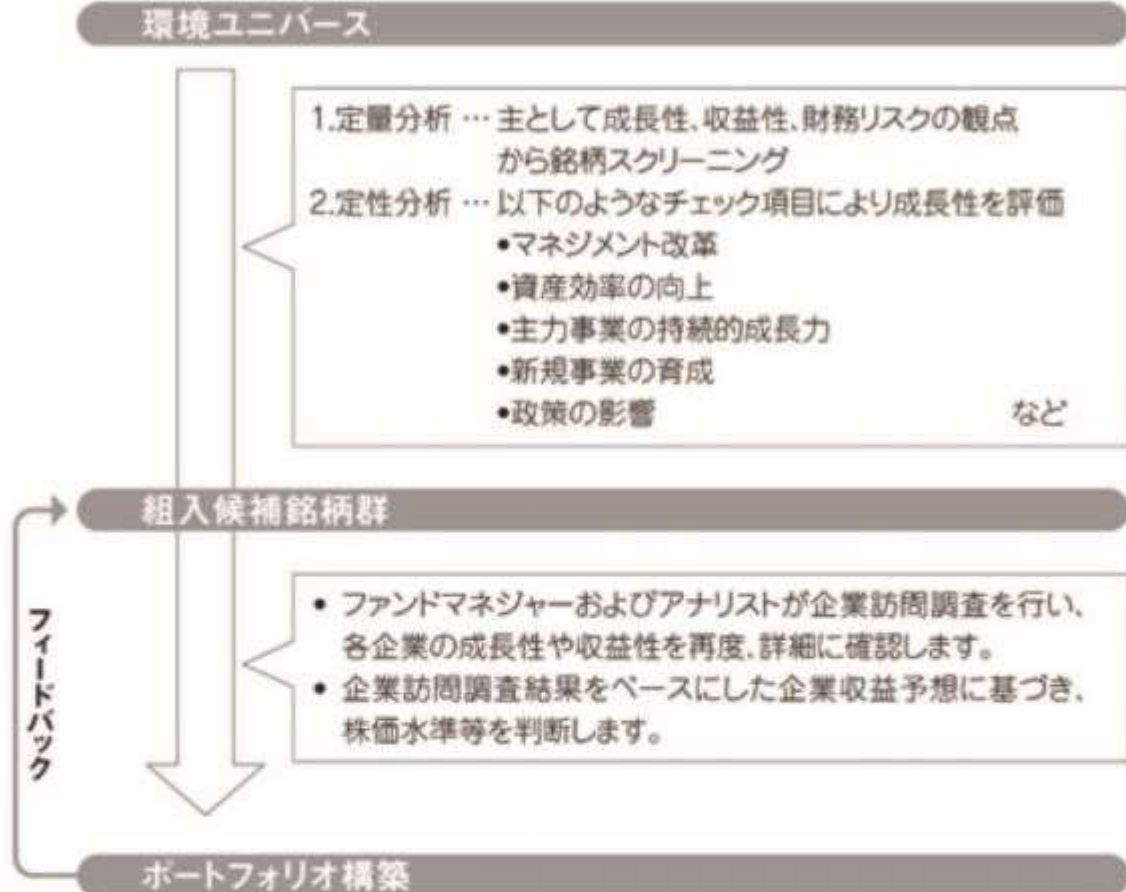 環境ユニバース
1.定量分析 … 主として成長性、収益性、財務リスクの観点
から銘柄スクリーニング
2.定性分析 … 以下のようなチェック項目により成長性を評価
•マネジメント改革
•資産効率の向上
•主力事業の持続的成長力
•新規事業の育成
•政策の影響 など
組入候補銘柄群
• ファンドマネジャーおよびアナリストが企業訪問調査を行い、
各企業の成長性や収益性を再度、詳細に確認します。
• 企業訪問調査結果をベースにした企業収益予想に基づき、
株価水準等を判断します。
フィードバック
ポートフォリオ構築